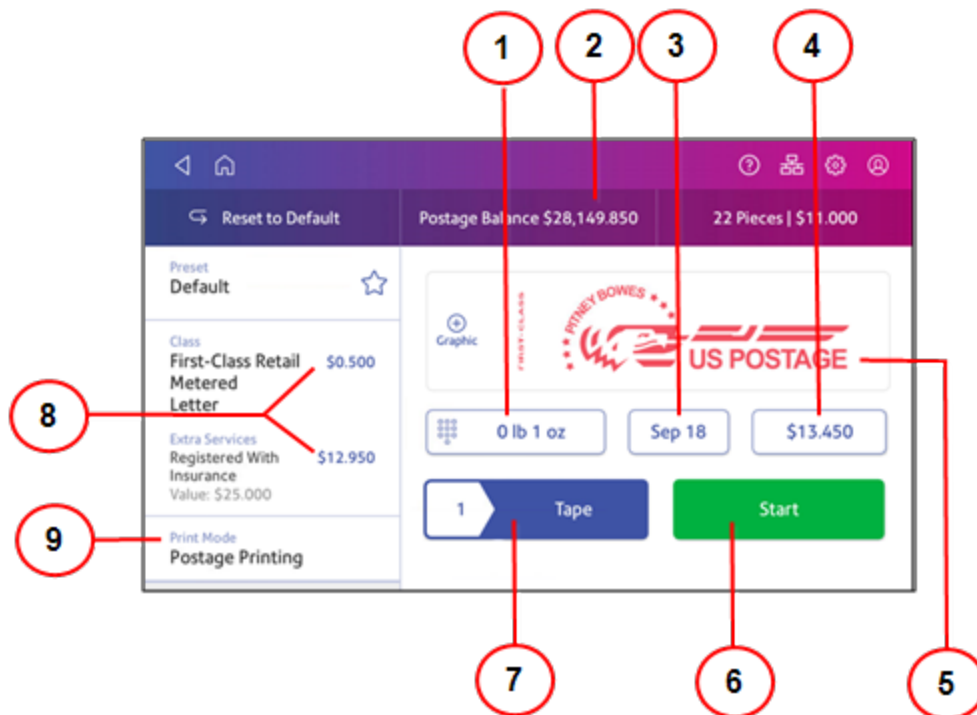 1
2
3
4
Reset to Default
Postage Balance $28,149.850
22 Pieces | $11.000
Preset
Default
Class
First-Class Retail
Metered
Letter
$0.500
Extra Services
Registered With
Insurance
$12.950
Value: $25.000
Print Mode
Postage Printing
Graphic
FIRST-CLASS
PITNEY BOWES
US POSTAGE
0 lb 1 oz
Sep 18
$13.450
1
Tape
Start
8
9
7
6
5